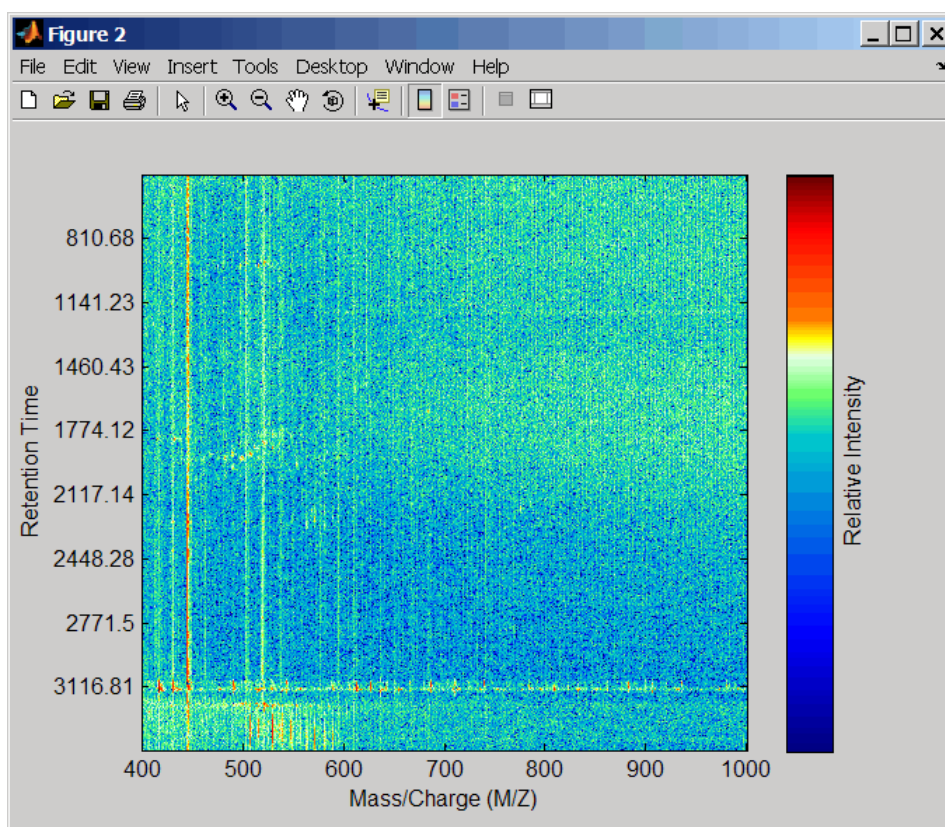 Figure 2
File Edit View Insert Tools Desktop Window Help
810.68
1141.23
1460.43
1774.12
2117.14
2448.28
2771.5
3116.81
Retention Time
400 500 600 700 800 900 1000
Mass/Charge (M/Z)
Relative Intensity